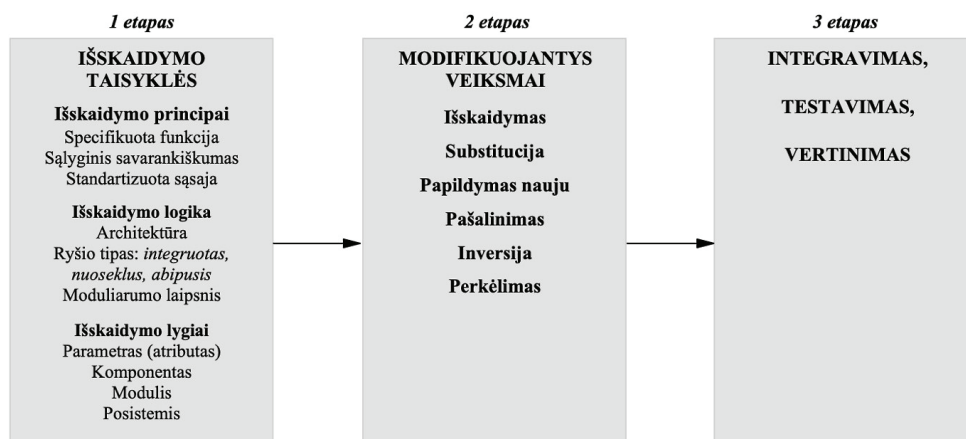 1 etapas
IŠSKAIDYMO
TAISYKLĖS
Išskaidymo principai
Specifikuota funkcija
Sąlyginis savarankiškumas
Standartizuota sąsaja
Išskaidymo logika
Architektūra
Ryšio tipas: integruotas,
nuoseklus, abipusis
Moduliarumo laipsnis
Išskaidymo lygiai
Parametras (atributas)
Komponentas
Modulis
Posistemis
2 etapas
MODIFIKUOJANTYS
VEIKSMAI
Išskaidymas
Substitucija
Papildymas nauju
Pašalinimas
Inversija
Perkėlimas
3 etapas
INTEGRAVIMAS,
TESTAVIMAS,
VERTINIMAS